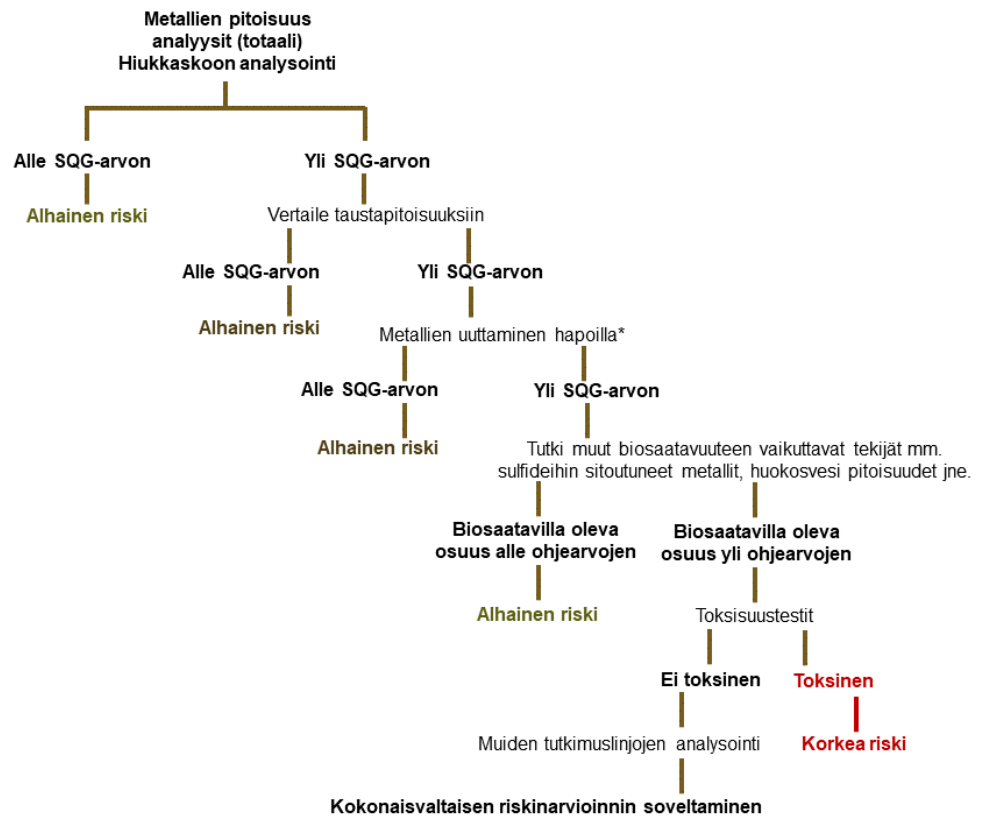 Metallien pitoisuus
analyysit (totaali)
Hiukkaskoon analysointi
Alle SQG-arvon
Yli SQG-arvon
Alhainen riski
Vertaile taustapitoisuuksiin
Alle SQG-arvon
Yli SQG-arvon
Alhainen riski
Metallien uuttaminen hapoilla*
Alle SQG-arvon
Yli SQG-arvon
Alhainen riski
Tutki muut biosaatavuuteen vaikuttavat tekijät mm.
sulfideihin sitoutuneet metallit, huokosvesi pitoisuudet jne.
Biosaatavilla oleva
osuus alle ohjearvojen
Biosaatavilla oleva
osuus yli ohjearvojen
Alhainen riski
Toksisuustestit
Ei toksinen
Toksinen
Muiden tutkimuslinjojen analysointi
Korkea riski
Kokonaisvaltaisen riskinarvioinnin soveltaminen